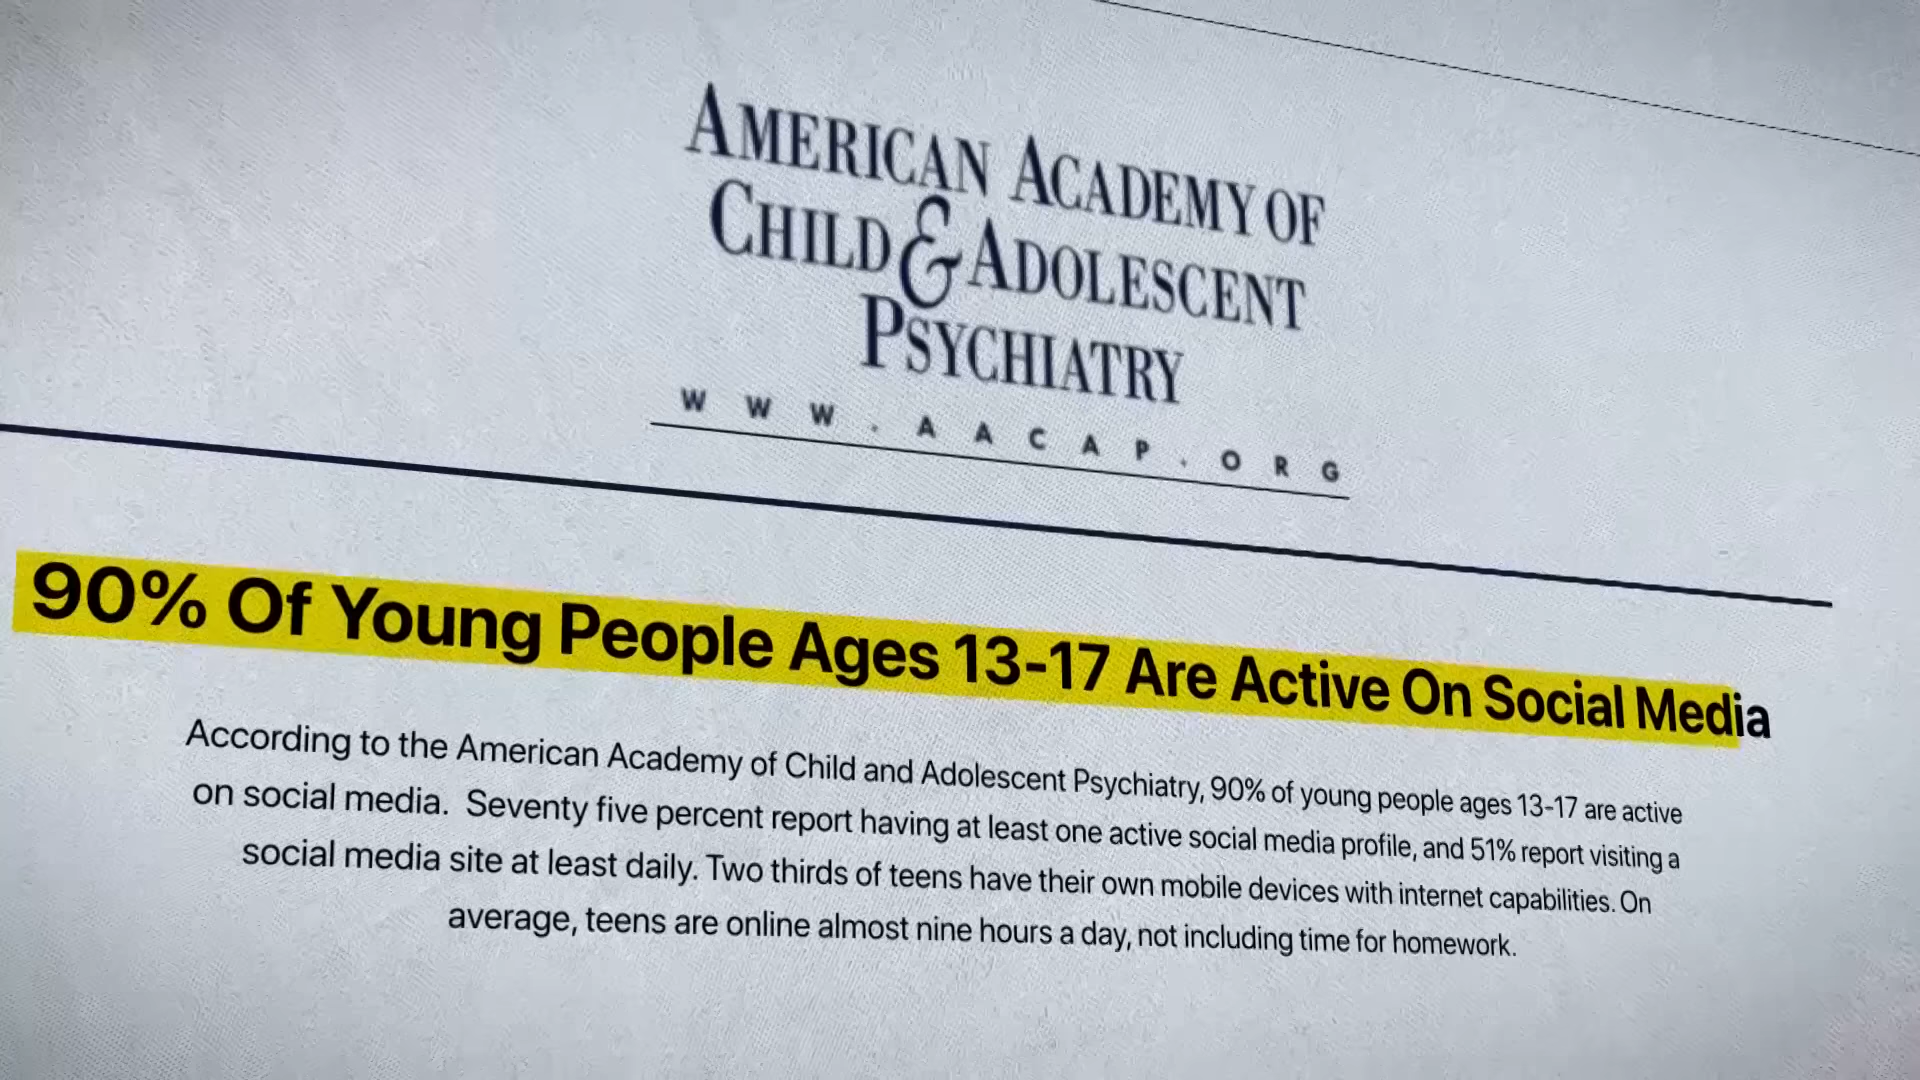 AMERICAN ACADEMY OF
CHILD & ADOLESCENT
PSYCHIATRY
WWW.AACAP.ORG
90% Of Young People Ages 13-17 Are Active On Social Media
According to the American Academy of Child and Adolescent Psychiatry, 90% of young people ages 13-17 are active
on social media. Seventy five percent report having at least one active social media profile, and 51% report visiting a
social media site at least daily. Two thirds of teens have their own mobile devices with internet capabilities. On
average, teens are online almost nine hours a day, not including time for homework.